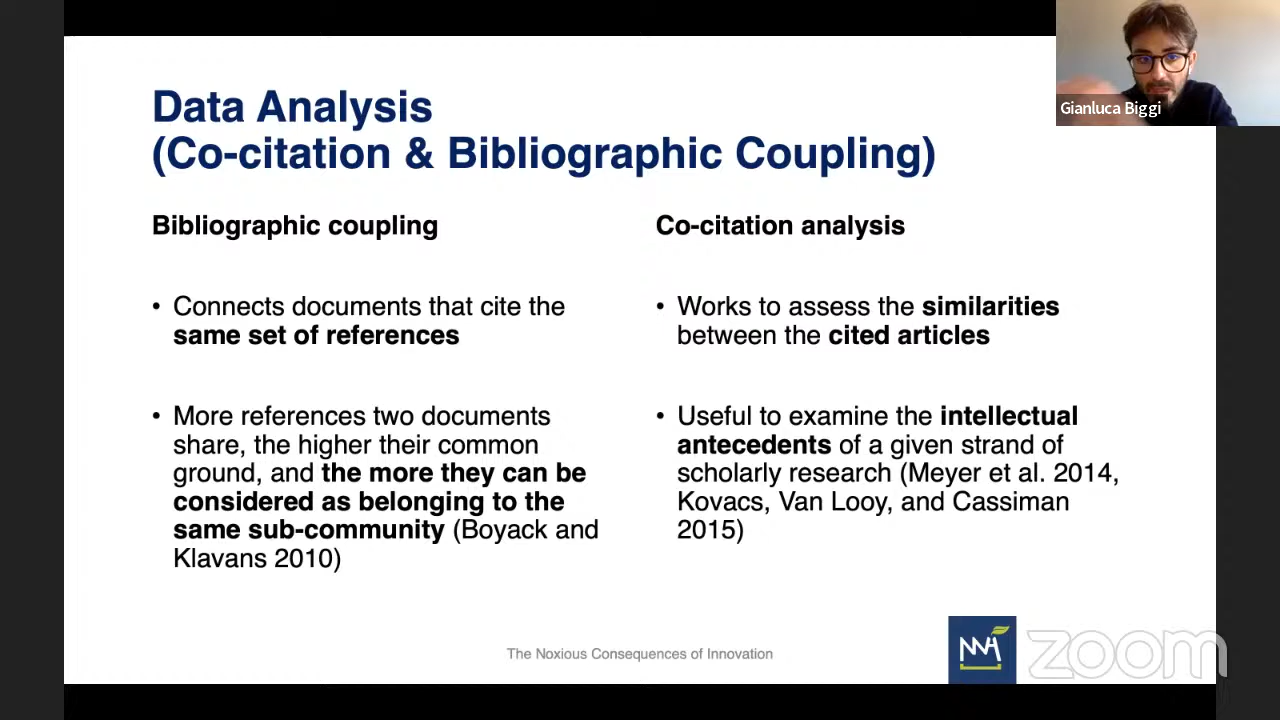 Data Analysis
(Co-citation & Bibliographic Coupling)
Gianluca Biggi
Bibliographic coupling
• Connects documents that cite the
same set of references
• More references two documents
share, the higher their common
ground, and the more they can be
considered as belonging to the
same sub-community (Boyack and
Klavans 2010)
Co-citation analysis
• Works to assess the similarities
between the cited articles
• Useful to examine the intellectual
antecedents of a given strand of
scholarly research (Meyer et al. 2014,
Kovacs, Van Looy, and Cassiman
2015)
The Noxious Consequences of Innovation
zoom